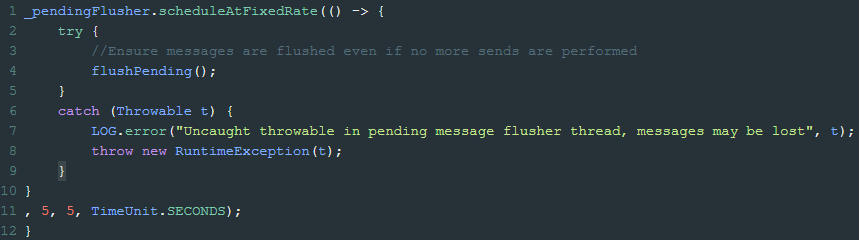 1 _pendingFlusher.scheduleAtFixedRate(() -> {
2     try {
3         //Ensure messages are flushed even if no more sends are performed
4         flushPending();
5     }
6     catch (Throwable t) {
7         LOG.error("Uncaught throwable in pending message flusher thread, messages may be lost", t);
8         throw new RuntimeException(t);
9     }
10 }
11 , 5, 5, TimeUnit.SECONDS);
12 }